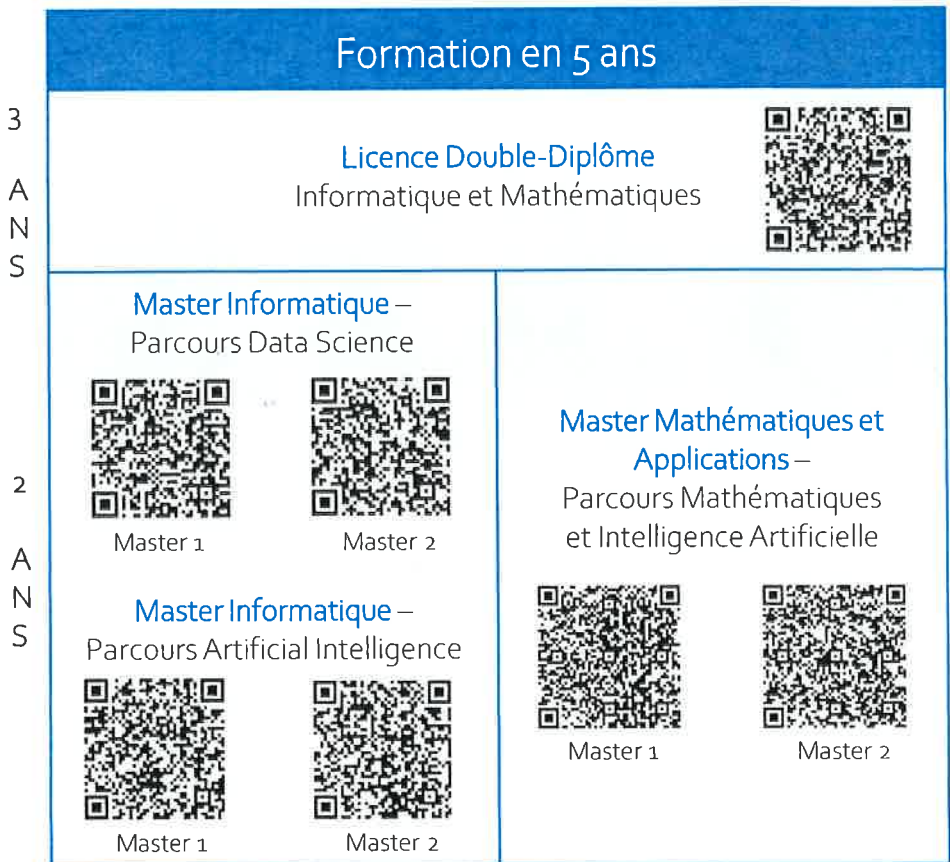 Formation en 5 ans
3
A
N
S
Licence Double-Diplôme
Informatique et Mathématiques
2
A
N
S
Master Informatique –
Parcours Data Science
Master 1
Master 2
Master Informatique –
Parcours Artificial Intelligence
Master 1
Master 2
Master Mathématiques et
Applications –
Parcours Mathématiques
et Intelligence Artificielle
Master 1
Master 2